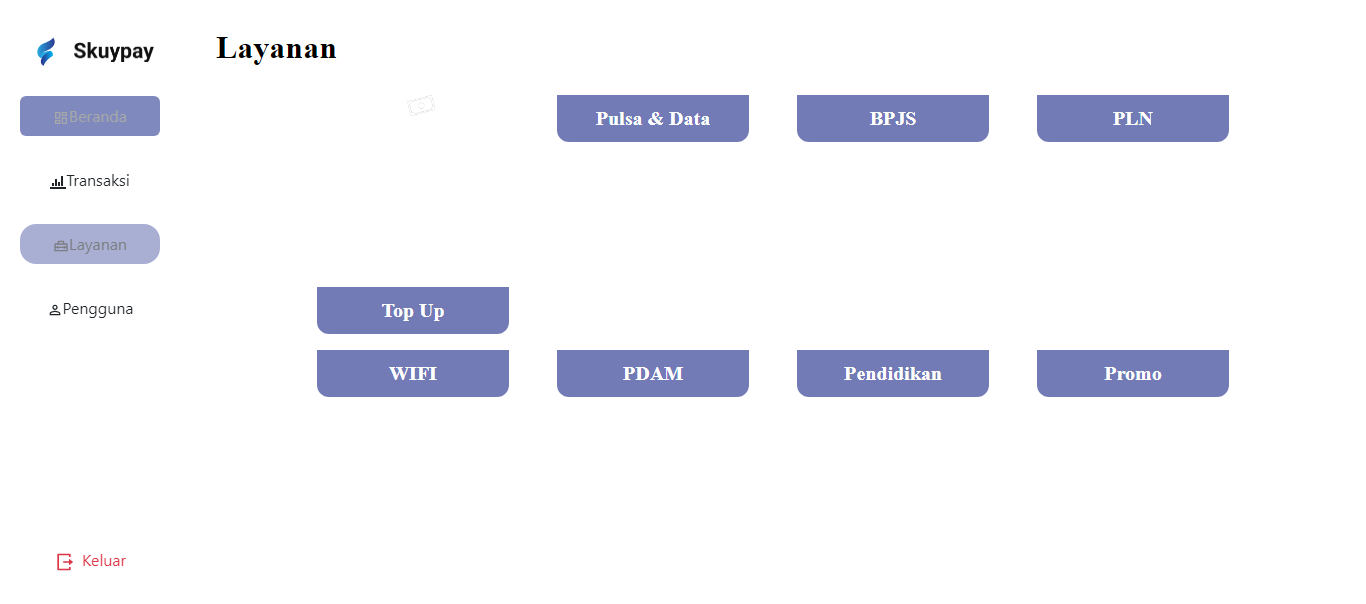 Skuypay
Layanan
Beranda
Transaksi
Layanan
Pengguna
Keluar
Pulsa & Data
BPJS
PLN
Top Up
WIFI
PDAM
Pendidikan
Promo